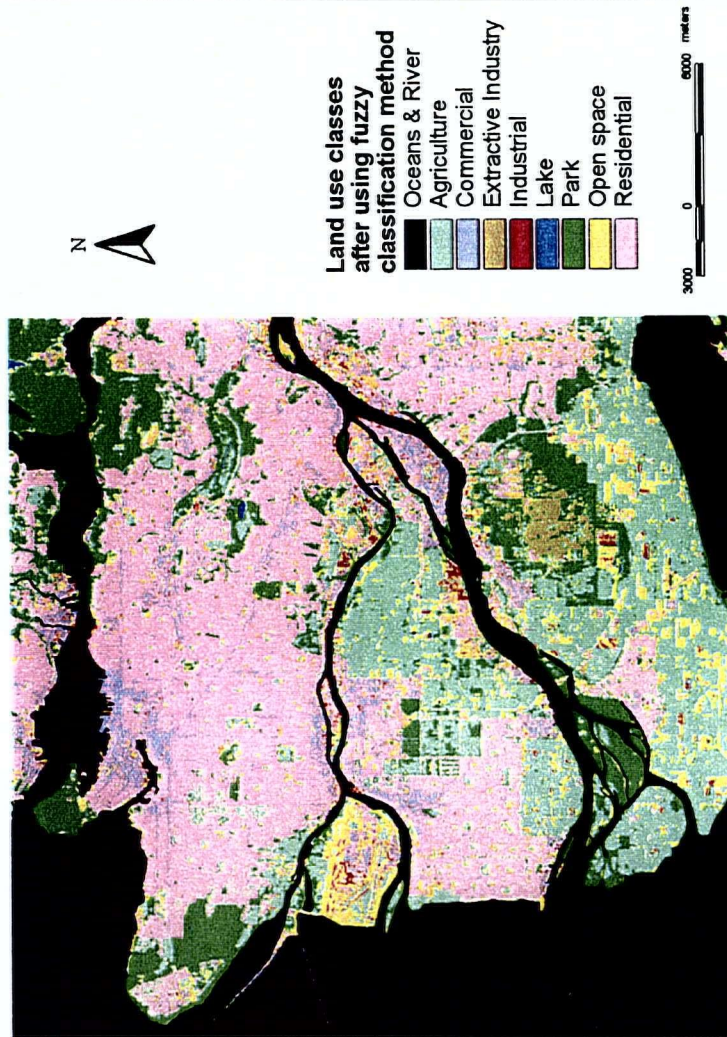 N
Land use classes
after using fuzzy
classification method
Oceans & River
Agriculture
Commercial
Extractive Industry
Industrial
Lake
Park
Open space
Residential
3000 0 6000 meters